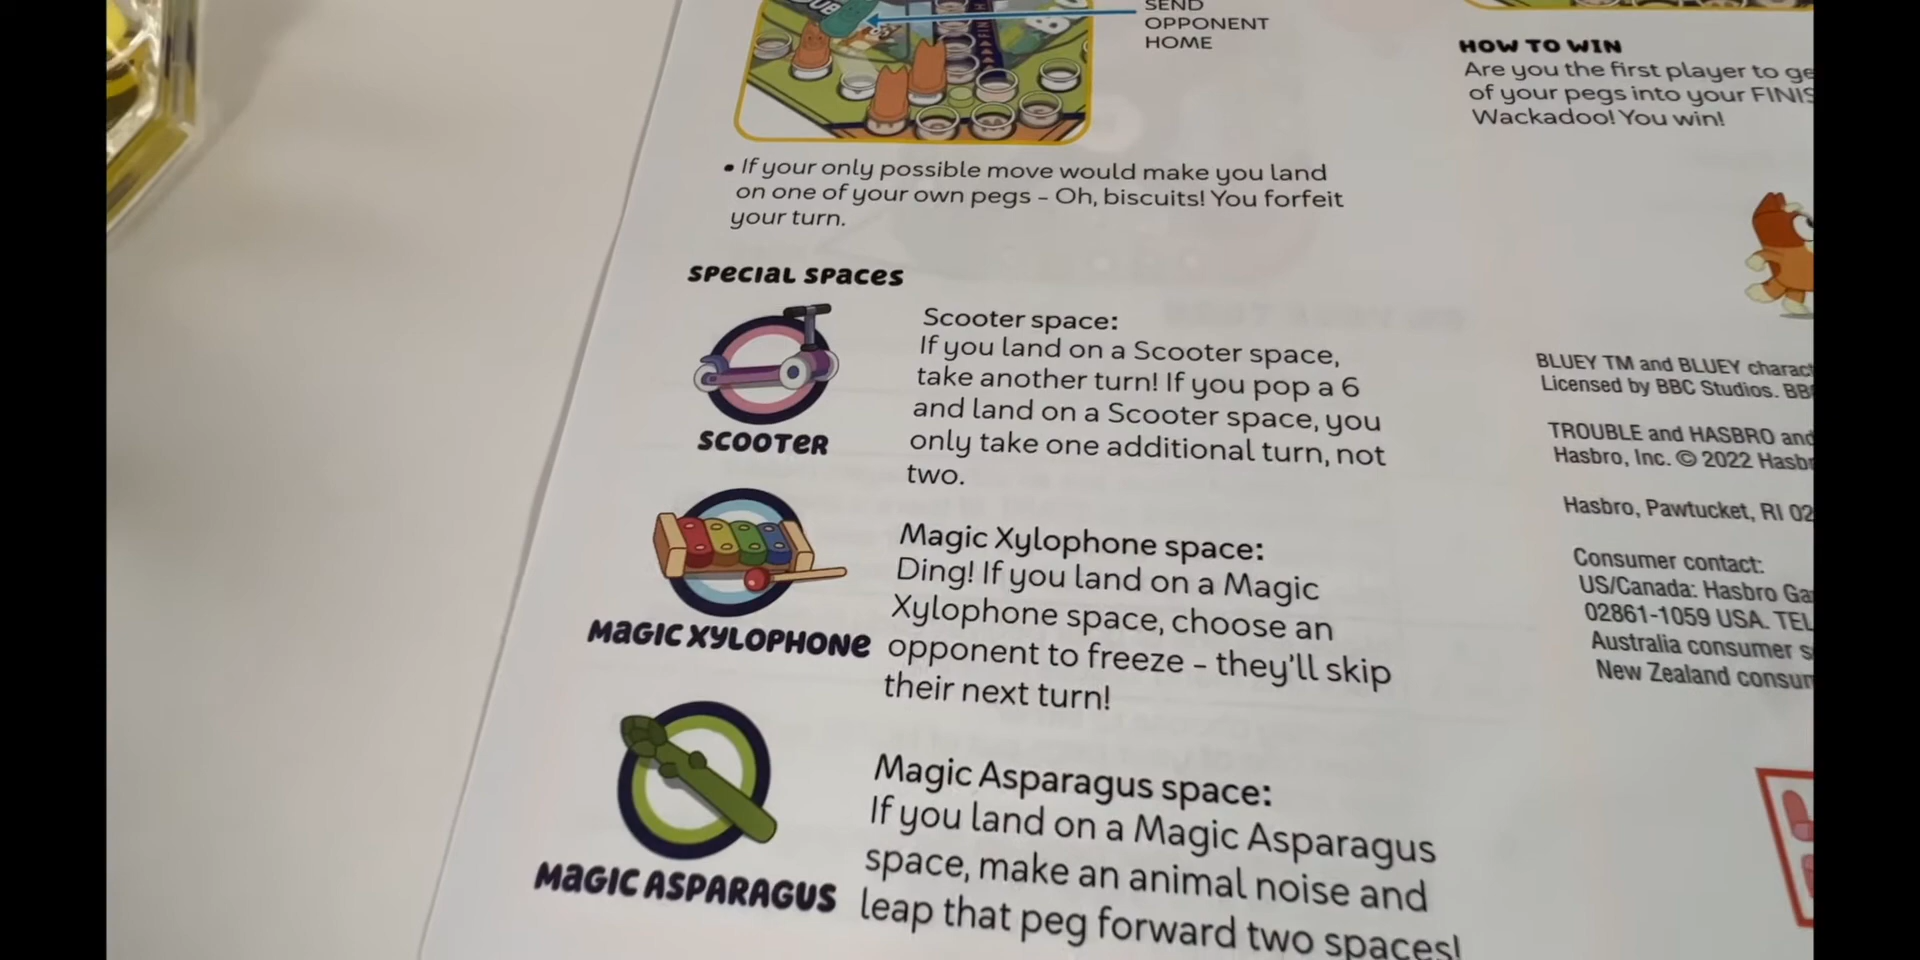 SEND
OPPONENT
HOME
• If your only possible move would make you land
on one of your own pegs - Oh, biscuits! You forfeit
your turn.
SPECIAL SPACES
SCOOTER
Scooter space:
If you land on a Scooter space,
take another turn! If you pop a 6
and land on a Scooter space, you
only take one additional turn, not
two.
MAGIC XYLOPHONE
Magic Xylophone space:
Ding! If you land on a Magic
Xylophone space, choose an
opponent to freeze - they'll skip
their next turn!
MAGIC ASPARAGUS
Magic Asparagus space:
If you land on a Magic Asparagus
space, make an animal noise and
leap that peg forward two spaces!
HOW TO WIN
Are you the first player to ge
of your pegs into your FINIS
Wackadoo! You win!
BLUEY TM and BLUEY charact
Licensed by BBC Studios. BB
TROUBLE and HASBRO and
Hasbro, Inc. © 2022 Hasb
Hasbro, Pawtucket, RI 02
Consumer contact:
US/Canada: Hasbro Ga
02861-1059 USA. TEL
Australia consumer s
New Zealand consu